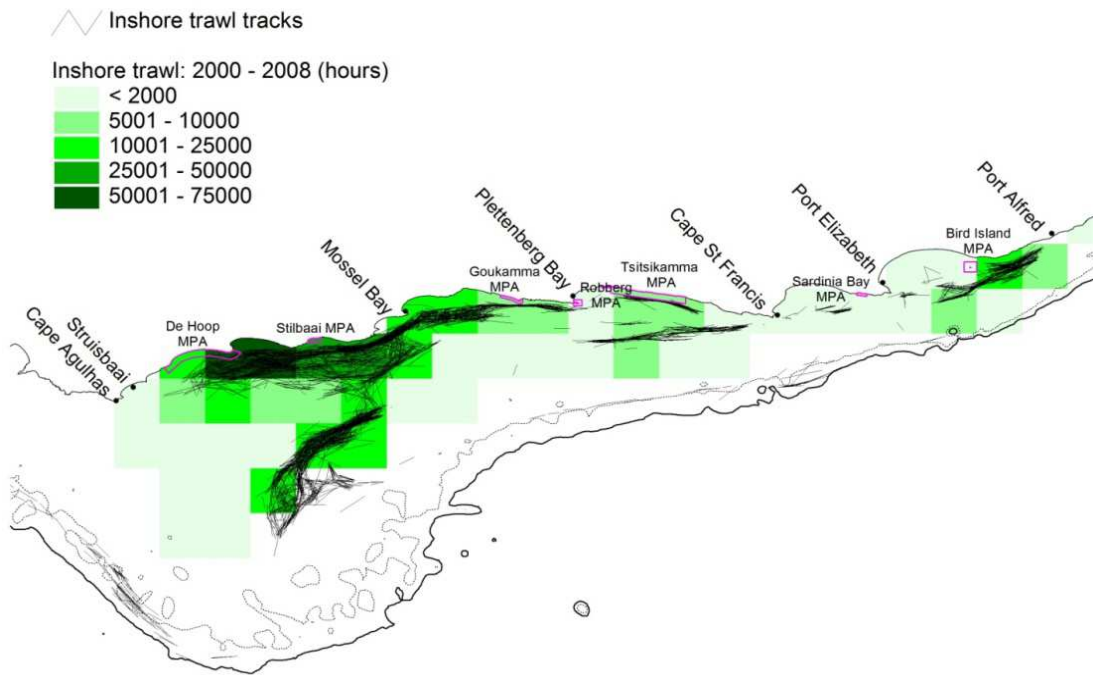 Inshore trawl tracks
Inshore trawl: 2000 - 2008 (hours)
< 2000
5001 - 10000
10001 - 25000
25001 - 50000
50001 - 75000
Cape Agulhas
Struisbaai
De Hoop
MPA
Stilbaai MPA
Mossel Bay
Goukamma
MPA
Plettenberg Bay
Robberg
MPA
Tsitsikamma
MPA
Cape St Francis
Sardinia Bay
MPA
Port Elizabeth
Bird Island
MPA
Port Alfred